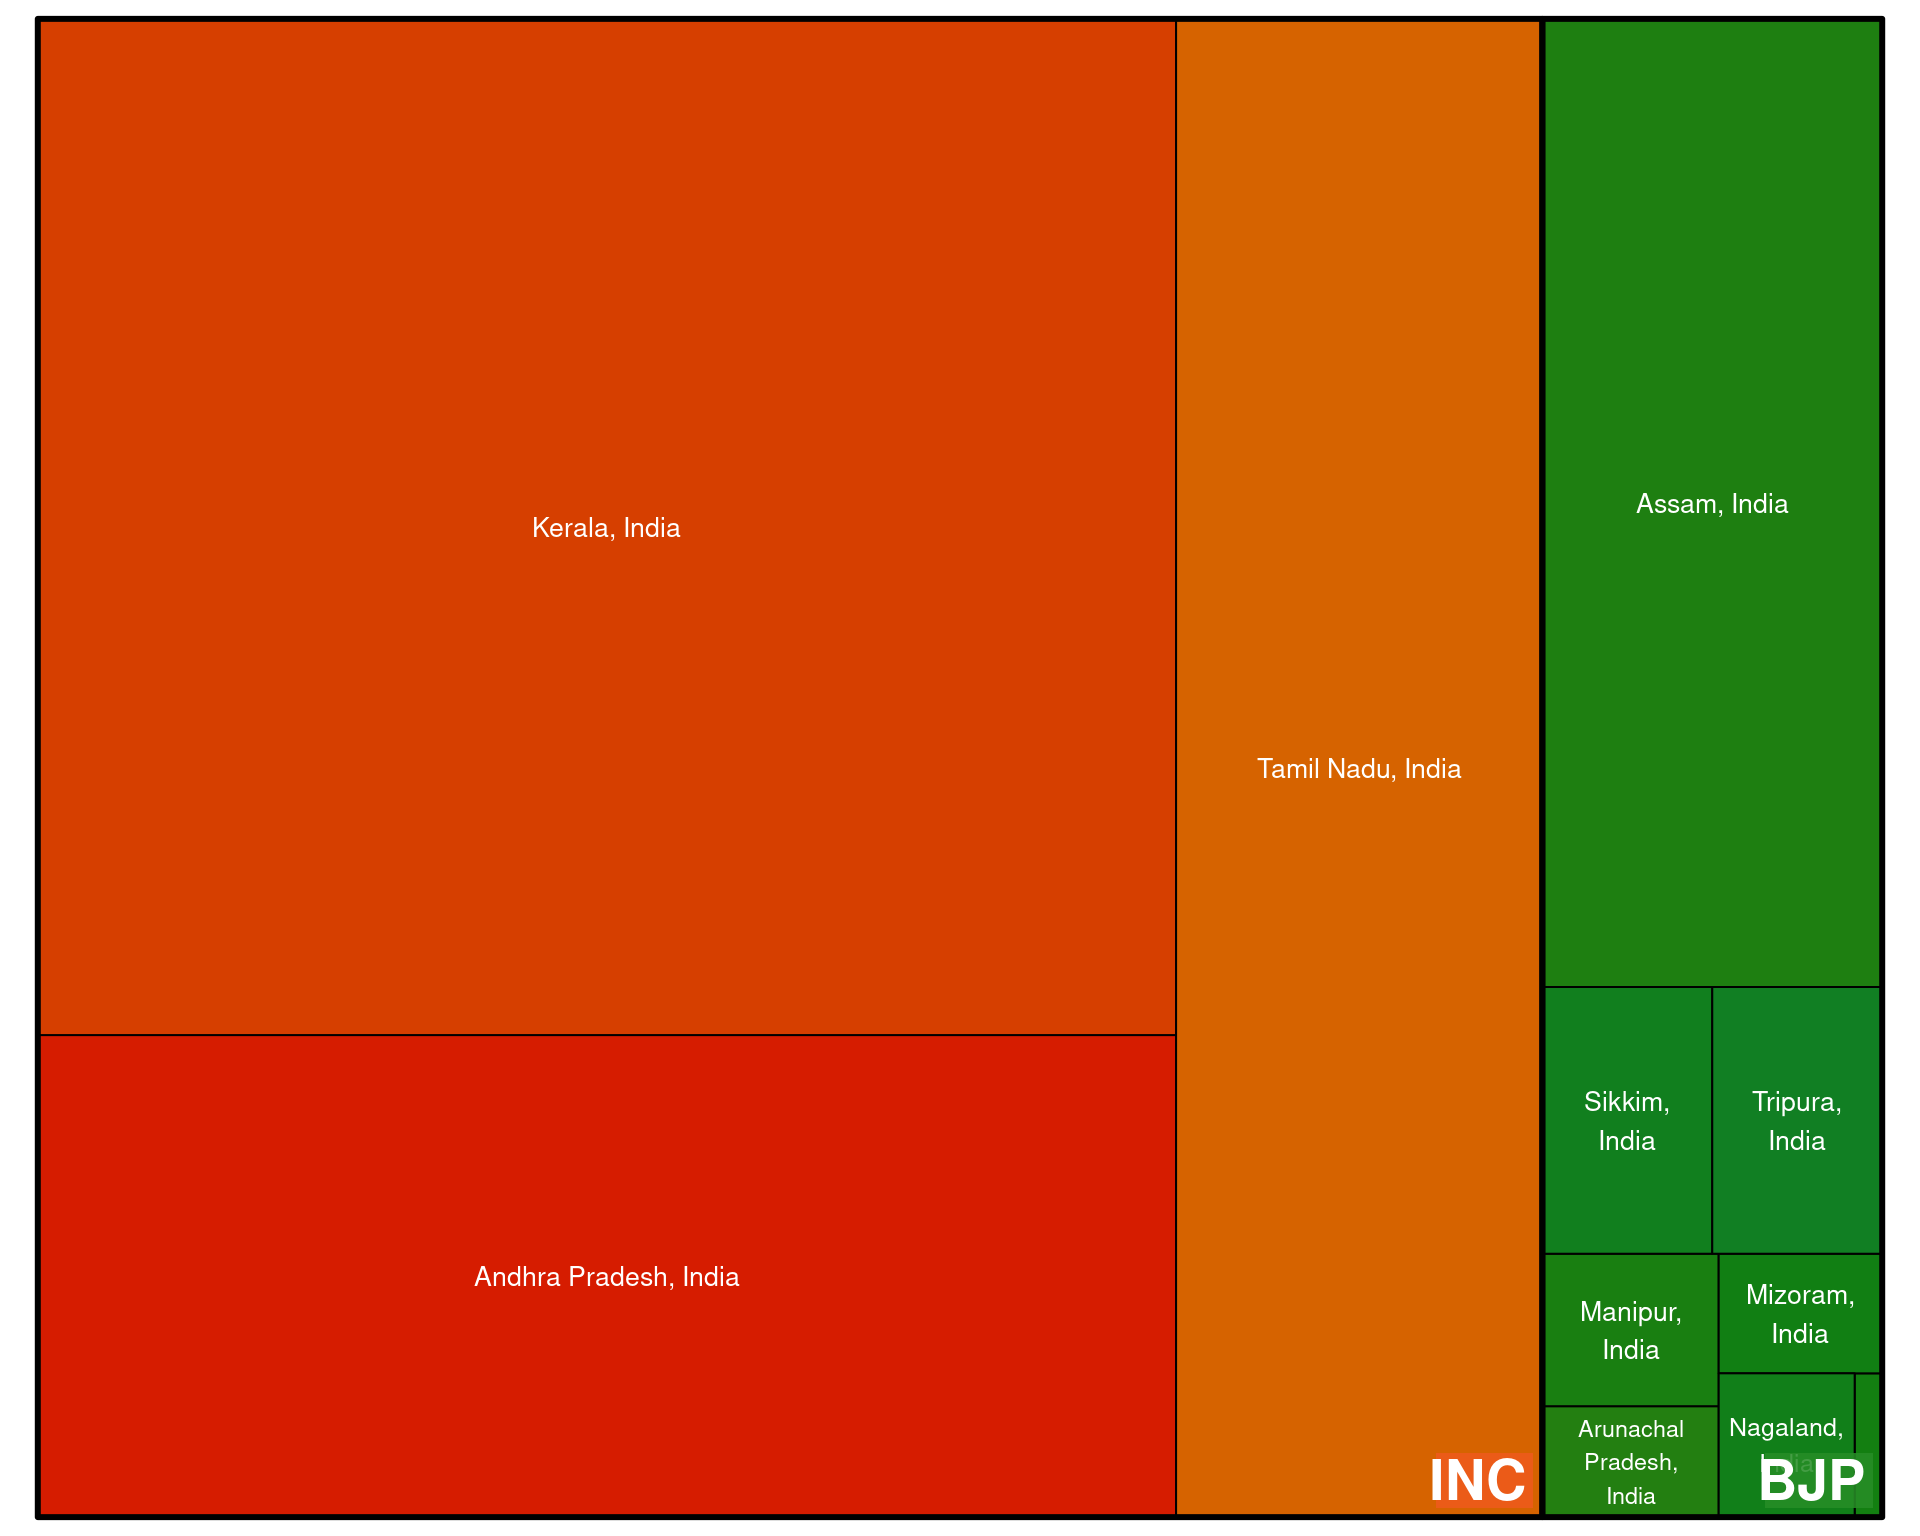 Kerala, India
Andhra Pradesh, India
Tamil Nadu, India
INC
Assam, India
Sikkim,
India
Tripura,
India
Manipur,
India
Mizoram,
India
Arunachal
Pradesh,
India
Nagaland,
India
BJP